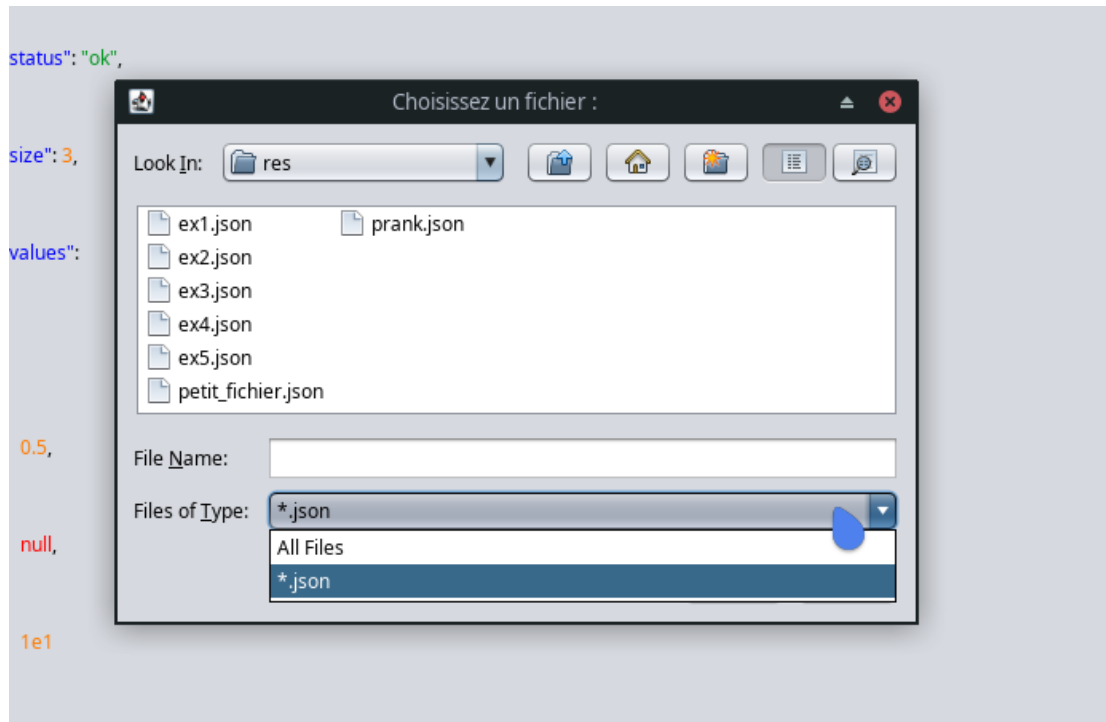 status": "ok",
Choisissez un fichier :
size": 3,
Look In: res
values":
ex1.json prank.json
ex2.json
ex3.json
ex4.json
ex5.json
petit_fichier.json
0.5,
File Name:
Files of Type: *.json
null,
All Files
*.json
1e1